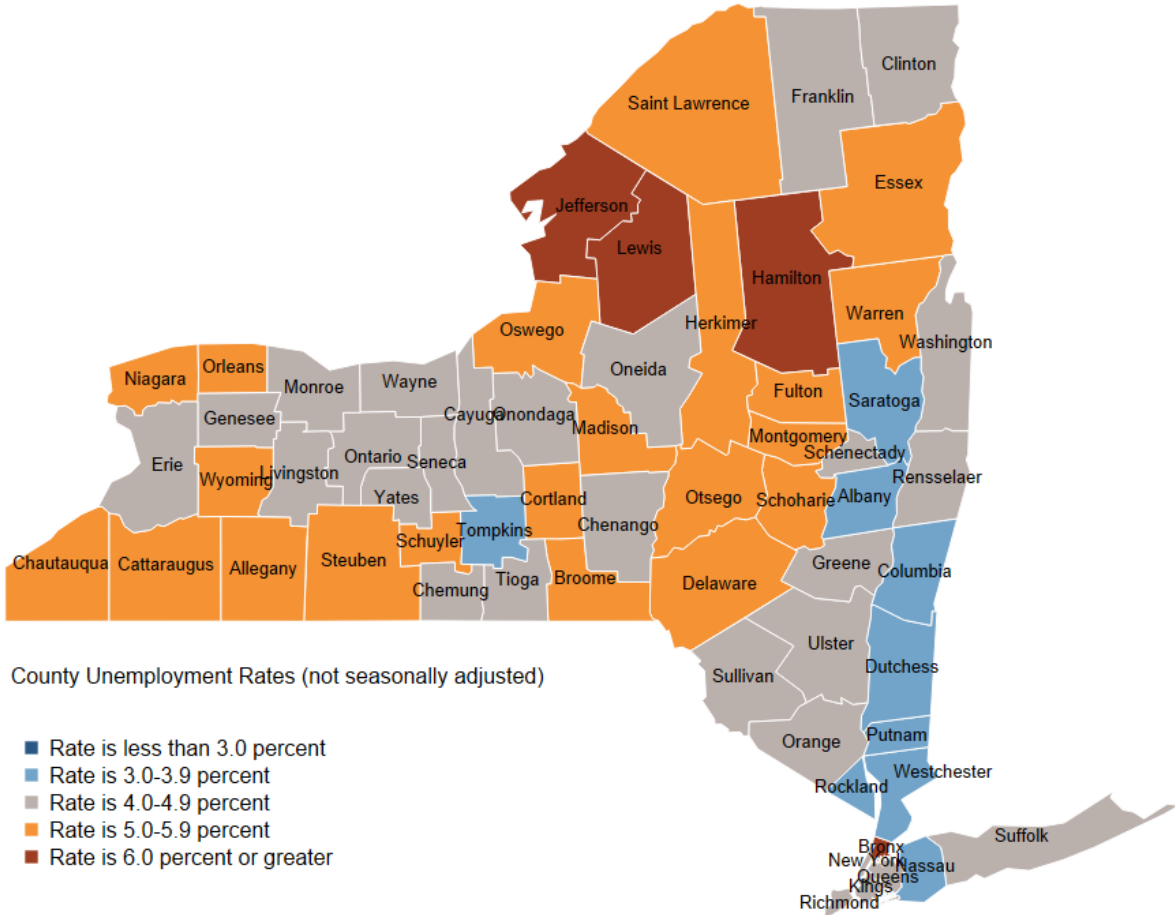 Clinton
Franklin
Saint Lawrence
Essex
Jefferson
Lewis
Hamilton
Warren
Herkimer
Oswego
Washington
Oneida
Orleans
Niagara
Monroe
Wayne
Fulton
Saratoga
Cayuga
Onondaga
Genesee
Madison
Montgomery
Schenectady
Ontario
Seneca
Erie
Livingston
Wyoming
Rensselaer
Yates
Otsego
Schoharie
Albany
Cortland
Chenango
Tompkins
Schuyler
Steuben
Chautauqua
Cattaraugus
Allegany
Greene
Columbia
Tioga
Broome
Chemung
Delaware
Ulster
Dutchess
Sullivan
Putnam
Orange
Westchester
Rockland
Suffolk
Bronx
New York
Nassau
Queens
Kings
Richmond
County Unemployment Rates (not seasonally adjusted)
Rate is less than 3.0 percent
Rate is 3.0-3.9 percent
Rate is 4.0-4.9 percent
Rate is 5.0-5.9 percent
Rate is 6.0 percent or greater